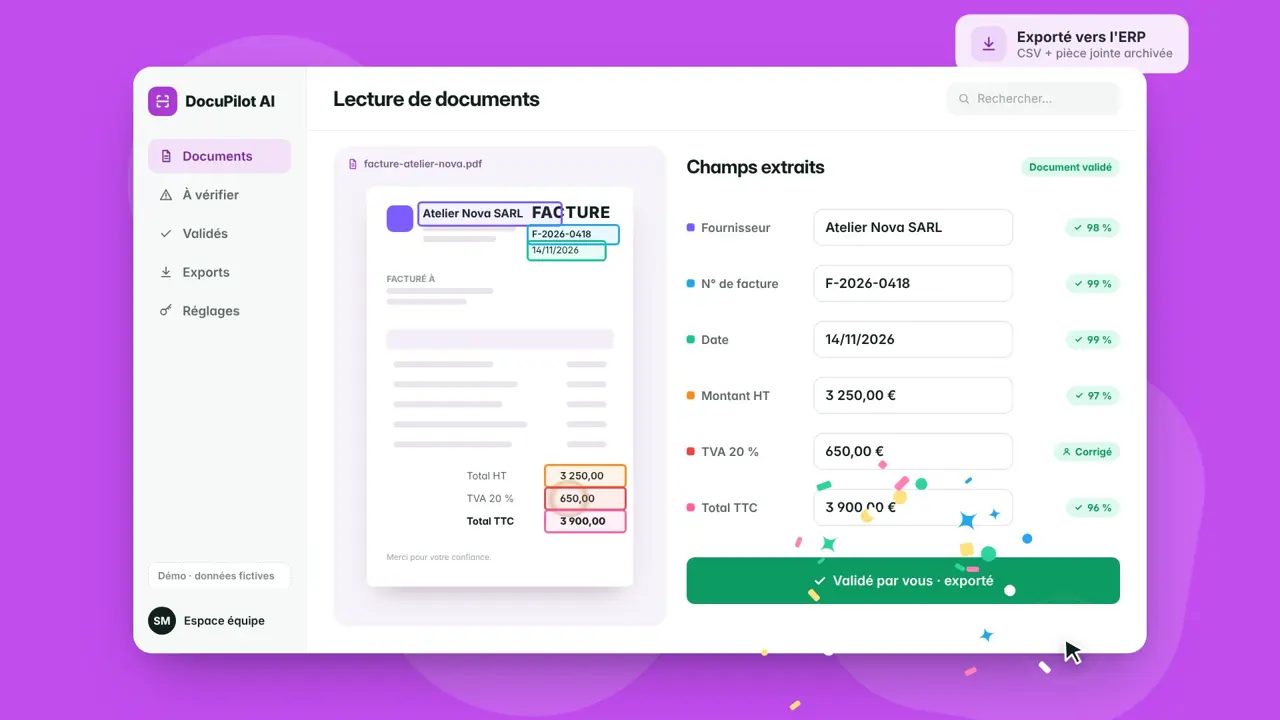 Exporté vers l'ERP
CSV + pièce jointe archivée
DocuPilot AI
Documents
À vérifier
Validés
Exports
Réglages
Démo · données fictives
SM
Espace équipe
Lecture de documents
Rechercher...
facture-atelier-nova.pdf
Atelier Nova SARL
FACTURE
F-2026-0418
14/11/2026
FACTURÉ À
Total HT 3 250,00
TVA 20 % 650,00
Total TTC 3 900,00
Merci pour votre confiance.
Champs extraits
Document validé
Fournisseur Atelier Nova SARL 98 %
N° de facture F-2026-0418 99 %
Date 14/11/2026 99 %
Montant HT 3 250,00 € 97 %
TVA 20 % 650,00 € Corrigé
Total TTC 3 900,00 € 96 %
Validé par vous · exporté